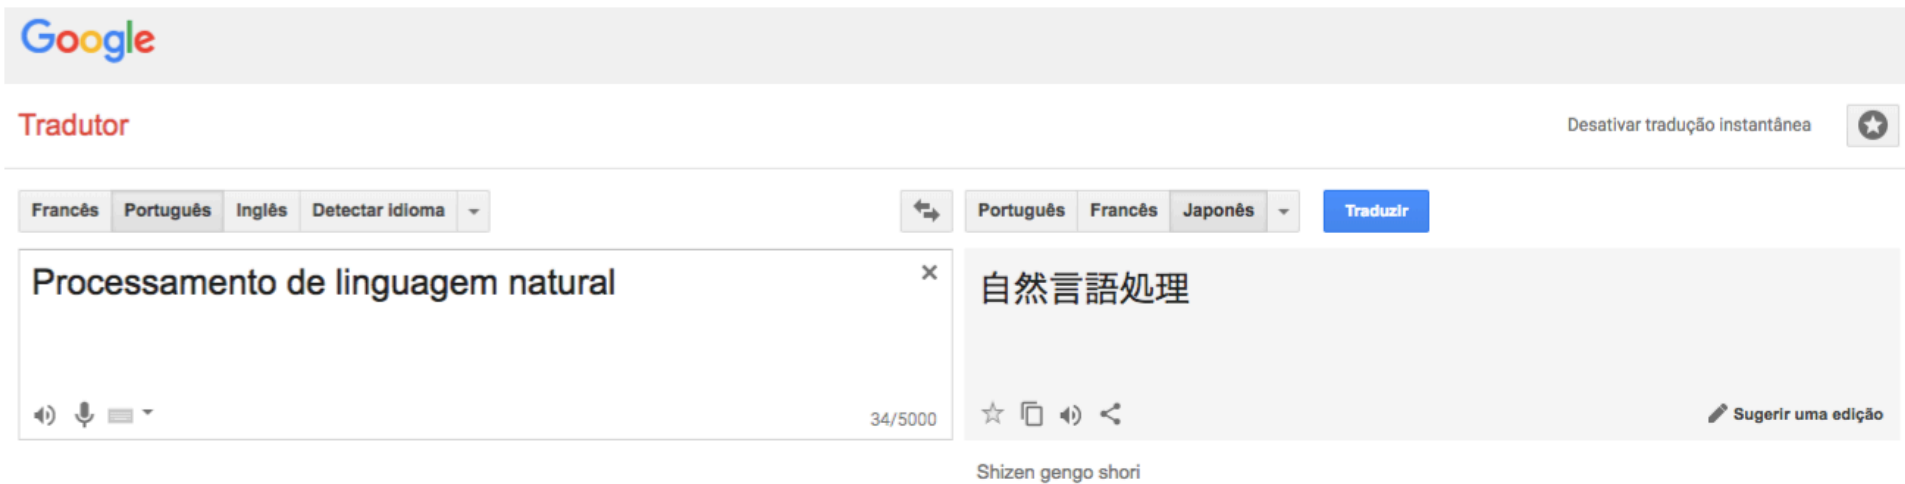 Google
Tradutor
Desativar tradução instantânea
Francês Português Inglês Detectar idioma
Português Francês Japonês Traduzir
Processamento de linguagem natural
自然言語処理
34/5000
Sugerir uma edição
Shizen gengo shori